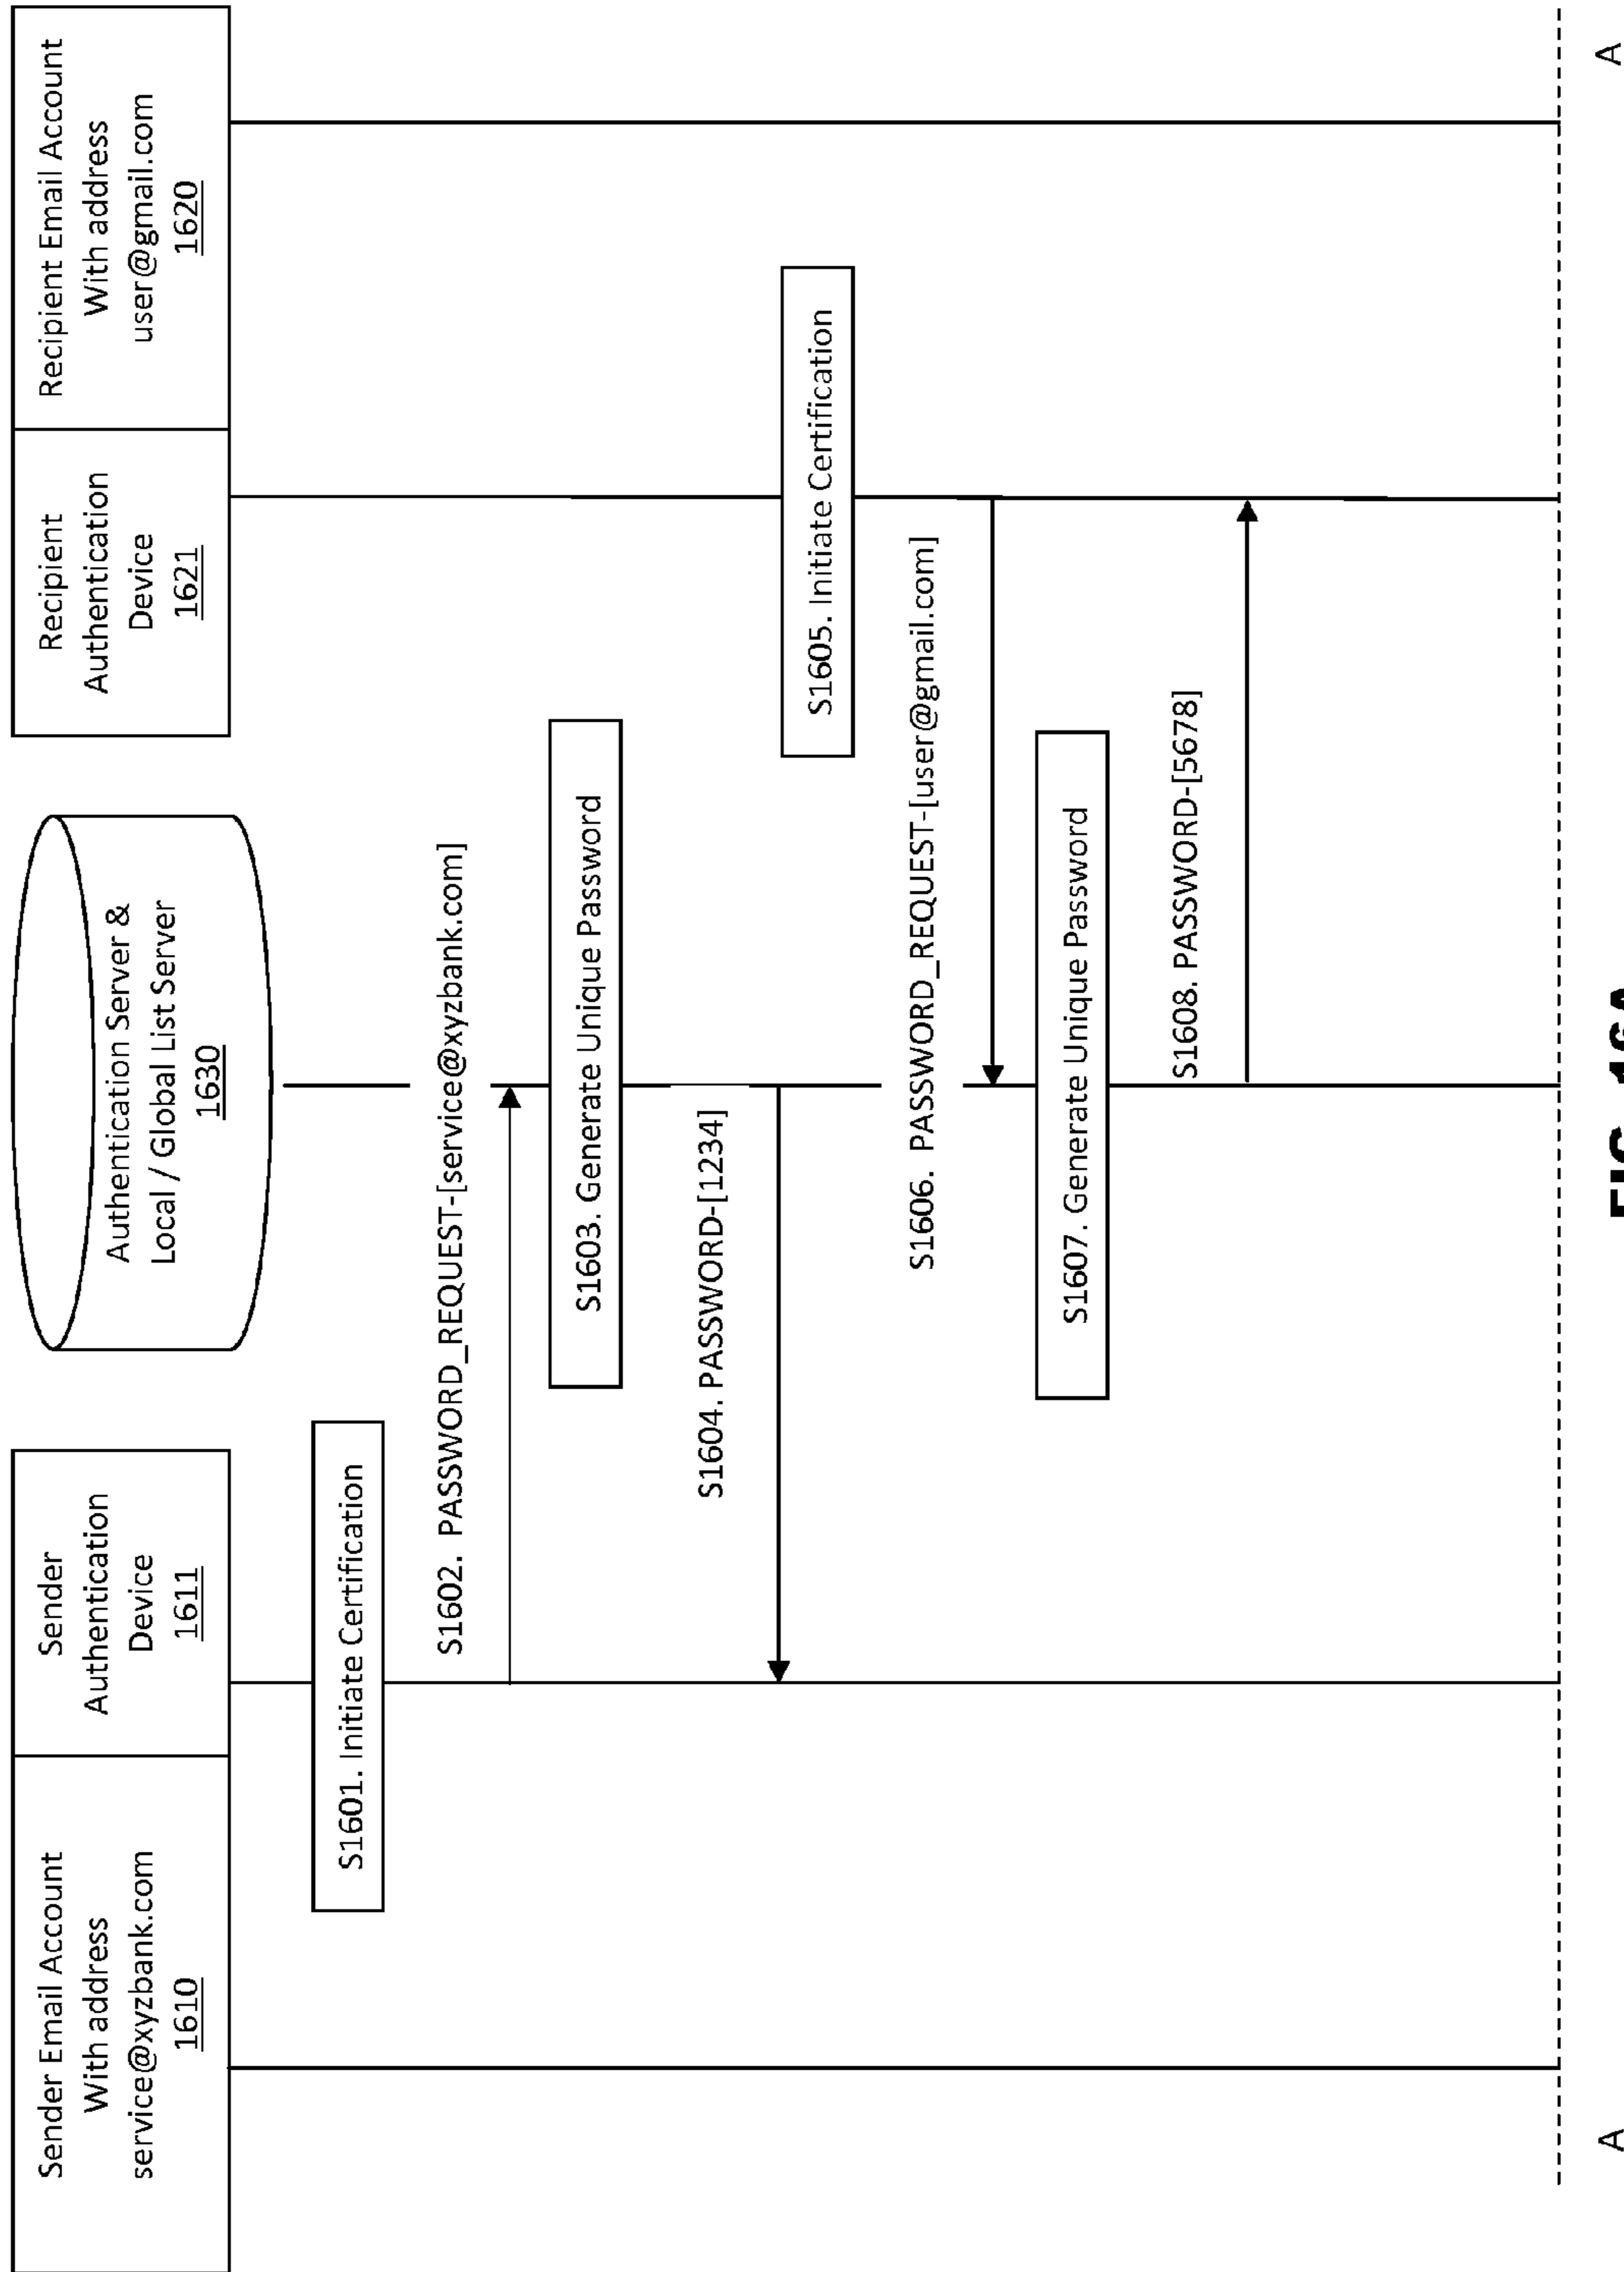 Sender Email Account
With address
service@xyzbank.com
1610
Sender
Authentication
Device
1611
Authentication Server &
Local / Global List Server
1630
Recipient
Authentication
Device
1621
Recipient Email Account
With address
user@gmail.com
1620
S1601. Initiate Certification
S1602. PASSWORD_REQUEST-[service@xyzbank.com]
S1603. Generate Unique Password
S1604. PASSWORD-[1234]
S1605. Initiate Certification
S1606. PASSWORD_REQUEST-[user@gmail.com]
S1607. Generate Unique Password
S1608. PASSWORD-[5678]
A
A
FIG. 16A